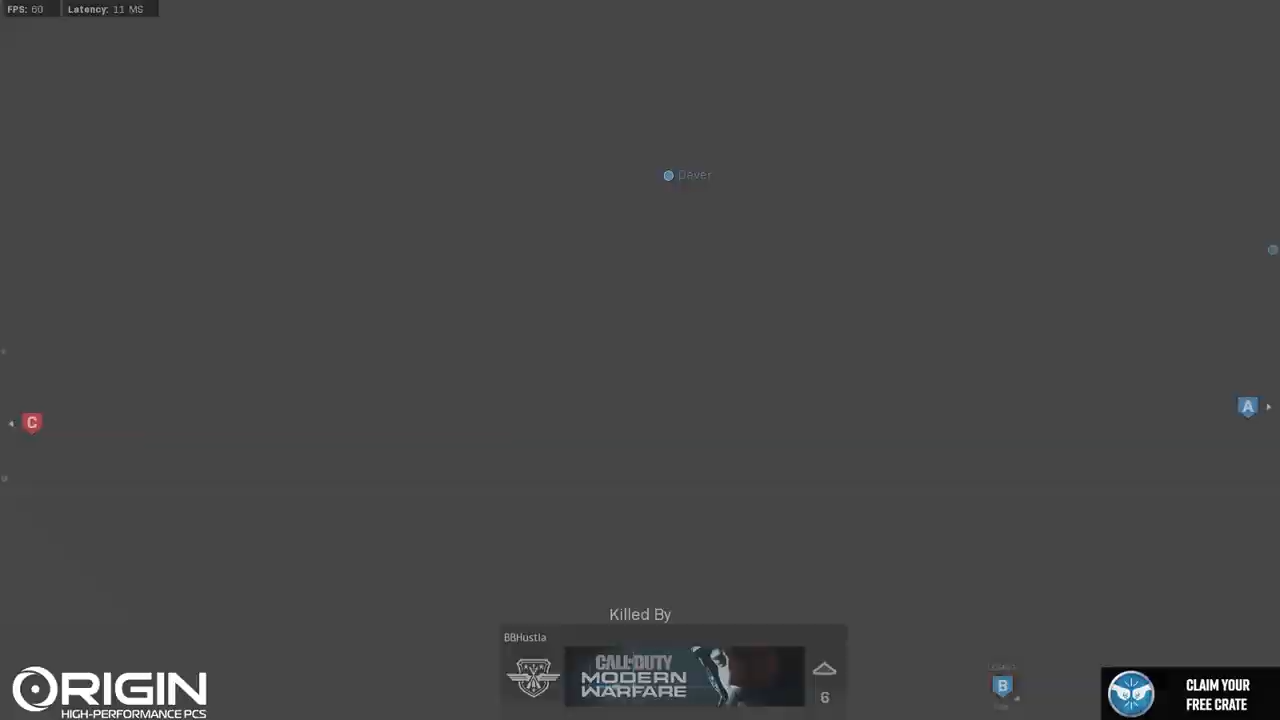 FPS: 60 Latency: 11 MS
Daver
C
A
Killed By
BBHustla
CALL OF DUTY
MODERN
WARFARE
6
B
ORIGIN
HIGH-PERFORMANCE PCS
CLAIM YOUR
FREE CRATE